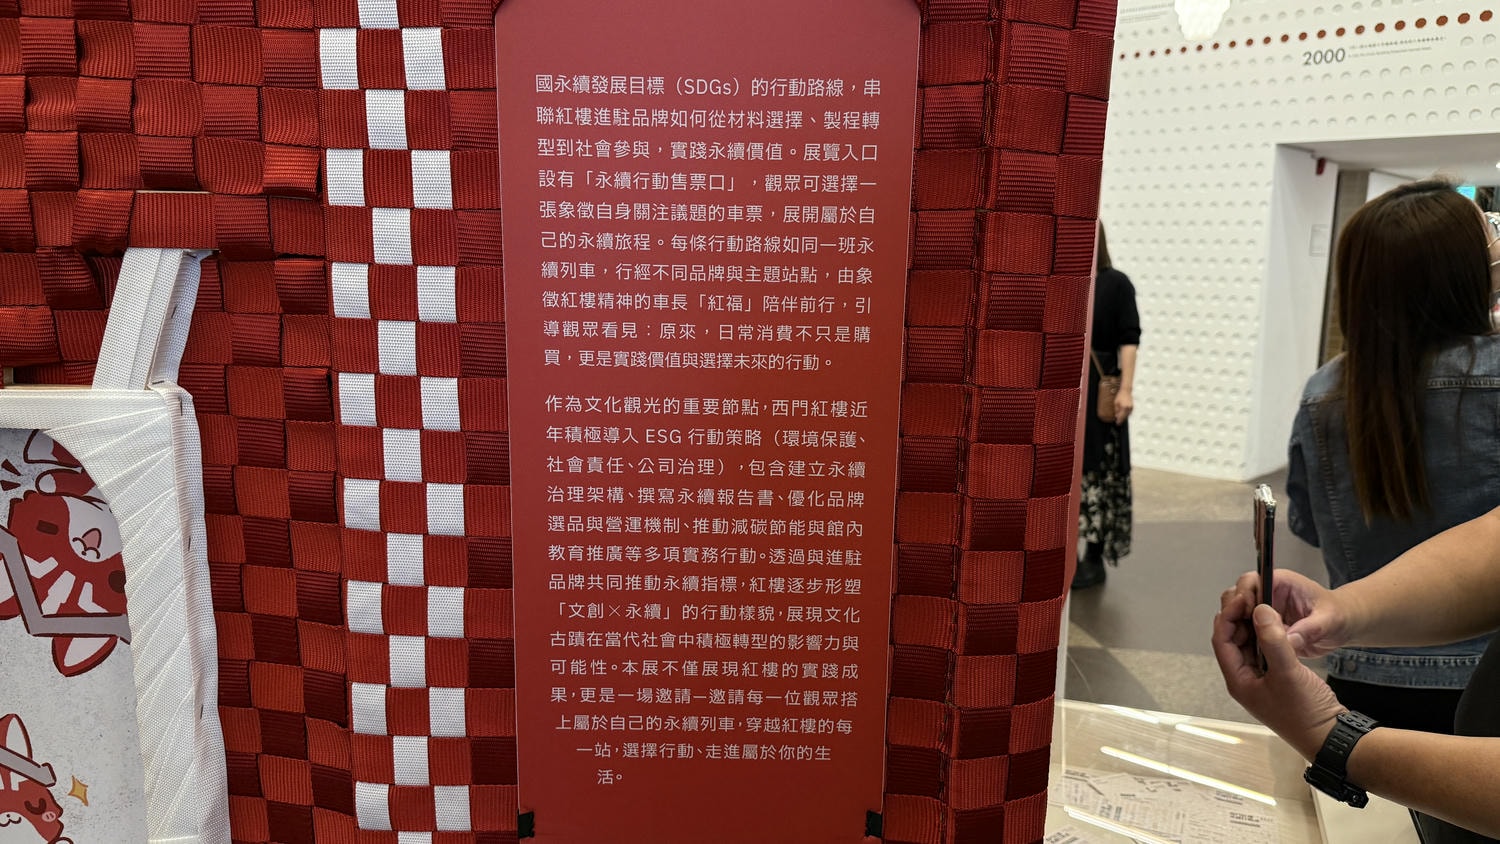 國永續發展目標（SDGs）的行動路線，串
聯紅樓進駐品牌如何從材料選擇、製程轉
型到社會參與，實踐永續價值。展覽入口
設有「永續行動售票口」，觀眾可選擇一
張象徵自身關注議題的車票，展開屬於自
己的永續旅程。每條行動路線如同一班永
續列車，行經不同品牌與主題站點，由象
徵紅樓精神的車長「紅福」陪伴前行，引
導觀眾看見：原來，日常消費不只是購
買，更是實踐價值與選擇未來的行動。
作為文化觀光的重要節點，西門紅樓近
年積極導入 ESG 行動策略（環境保護、
社會責任、公司治理），包含建立永續
治理架構、撰寫永續報告書、優化品牌
選品與營運機制、推動減碳節能與館內
教育推廣等多項實務行動。透過與進駐
品牌共同推動永續指標，紅樓逐步形塑
「文創×永續」的行動樣貌，展現文化
古蹟在當代社會中積極轉型的影響力與
可能性。本展不僅展現紅樓的實踐成
果，更是一場邀請—邀請每一位觀眾搭
上屬於自己的永續列車，穿越紅樓的每
一站，選擇行動、走進屬於你的生
活。
2000